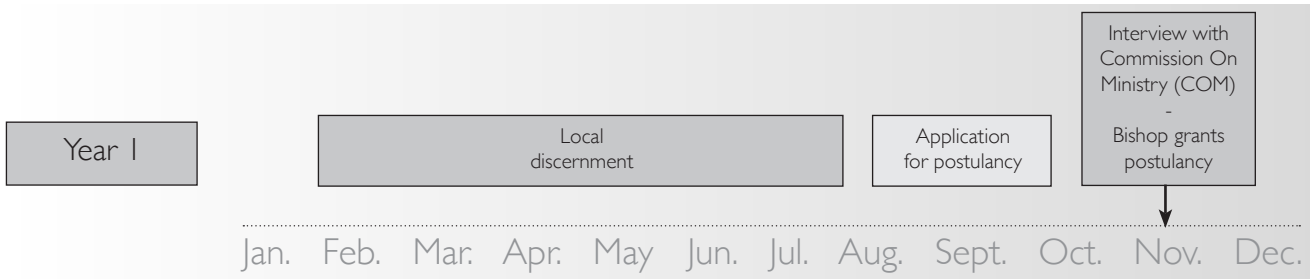 Year 1
Local
discernment
Application
for postulancy
Interview with
Commission On
Ministry (COM)
-
Bishop grants
postulancy
Jan. Feb. Mar. Apr. May Jun. Jul. Aug. Sept. Oct. Nov. Dec.